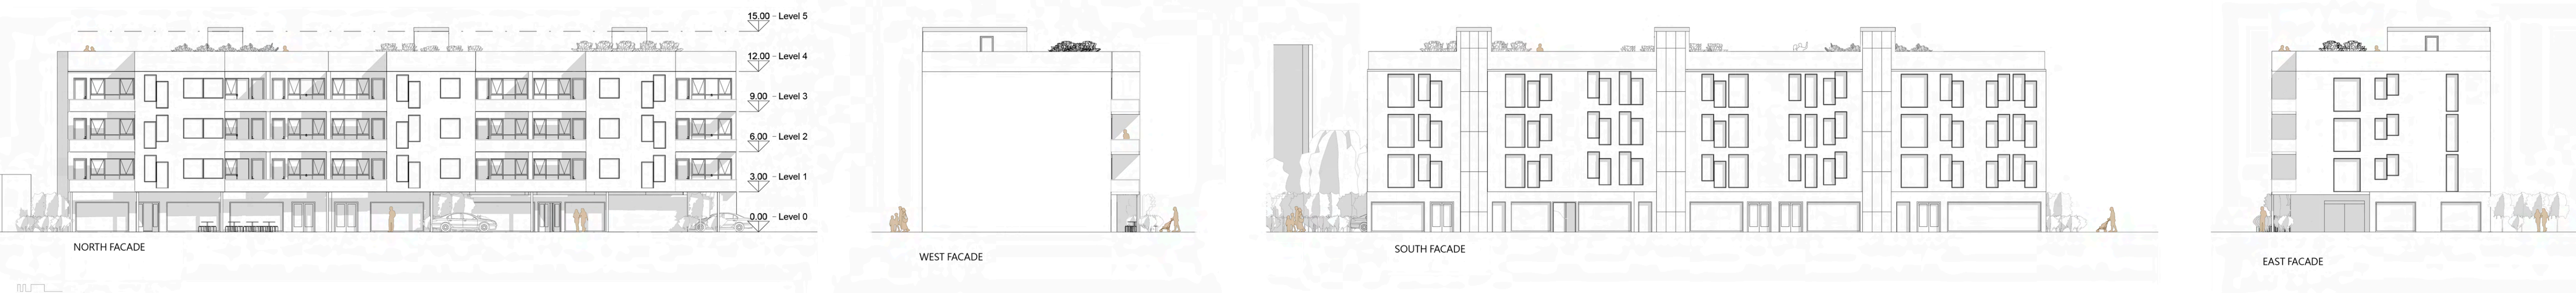 15.00 - Level 5
12.00 - Level 4
9.00 - Level 3
6.00 - Level 2
3.00 - Level 1
0.00 - Level 0
NORTH FACADE
WEST FACADE
SOUTH FACADE
EAST FACADE